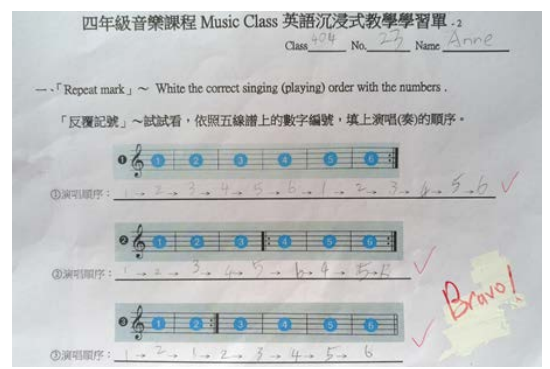 四年級音樂課程 Music Class 英語沉浸式教學學習單 - 2
Class 404 No. 23 Name Anne
一、「Repeat mark」～ White the correct singing (playing) order with the numbers .
「反覆記號」～試試看，依照五線譜上的數字編號，填上演唱(奏)的順序。
❶ 1 2 3 4 5 6
①演唱順序： 1 → 2 → 3 → 4 → 5 → 6 → 1 → 2 → 3 → 4 → 5 → 6 ✓
❷ 1 2 3 4 5 6
②演唱順序： 1 → 2 → 3 → 4 → 5 → 6 → 4 → 5 → 6 ✓
Bravo!
❸ 1 2 3 4 5 6
③演唱順序： 1 → 2 → 1 → 2 → 3 → 4 → 5 → 6 ✓